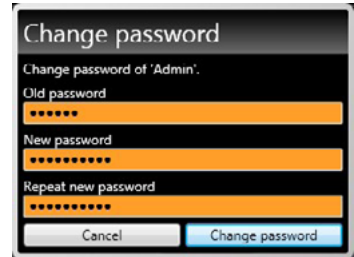 Change password
Change password of 'Admin'.
Old password
••••••
New password
••••••••••
Repeat new password
••••••••••
Cancel
Change password